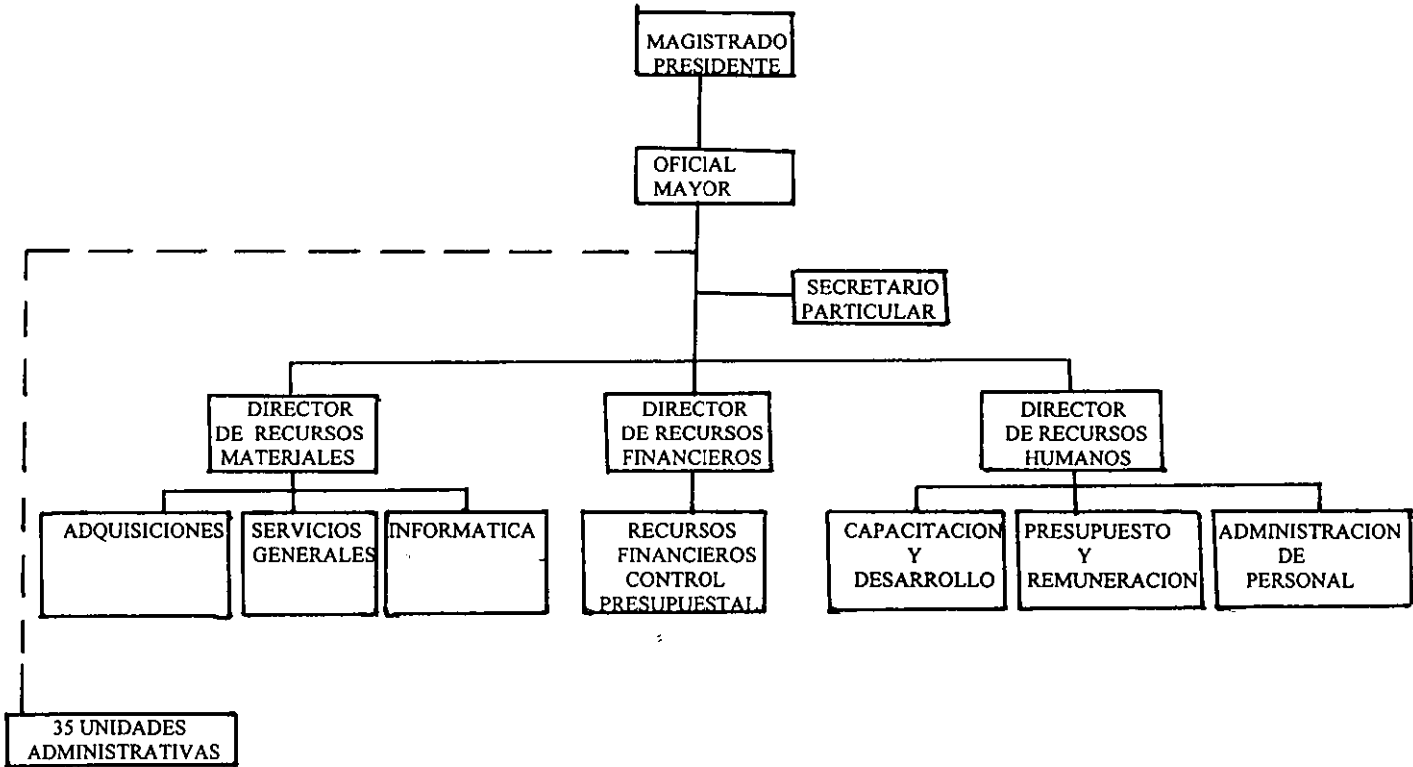 MAGISTRADO
PRESIDENTE
OFICIAL
MAYOR
SECRETARIO
PARTICULAR
DIRECTOR
DE RECURSOS
MATERIALES
DIRECTOR
DE RECURSOS
FINANCIEROS
DIRECTOR
DE RECURSOS
HUMANOS
ADQUISICIONES
SERVICIOS
GENERALES
INFORMATICA
RECURSOS
FINANCIEROS
CONTROL
PRESUPUESTAL
CAPACITACION
Y
DESARROLLO
PRESUPUESTO
Y
REMUNERACION
ADMINISTRACION
DE
PERSONAL
35 UNIDADES
ADMINISTRATIVAS